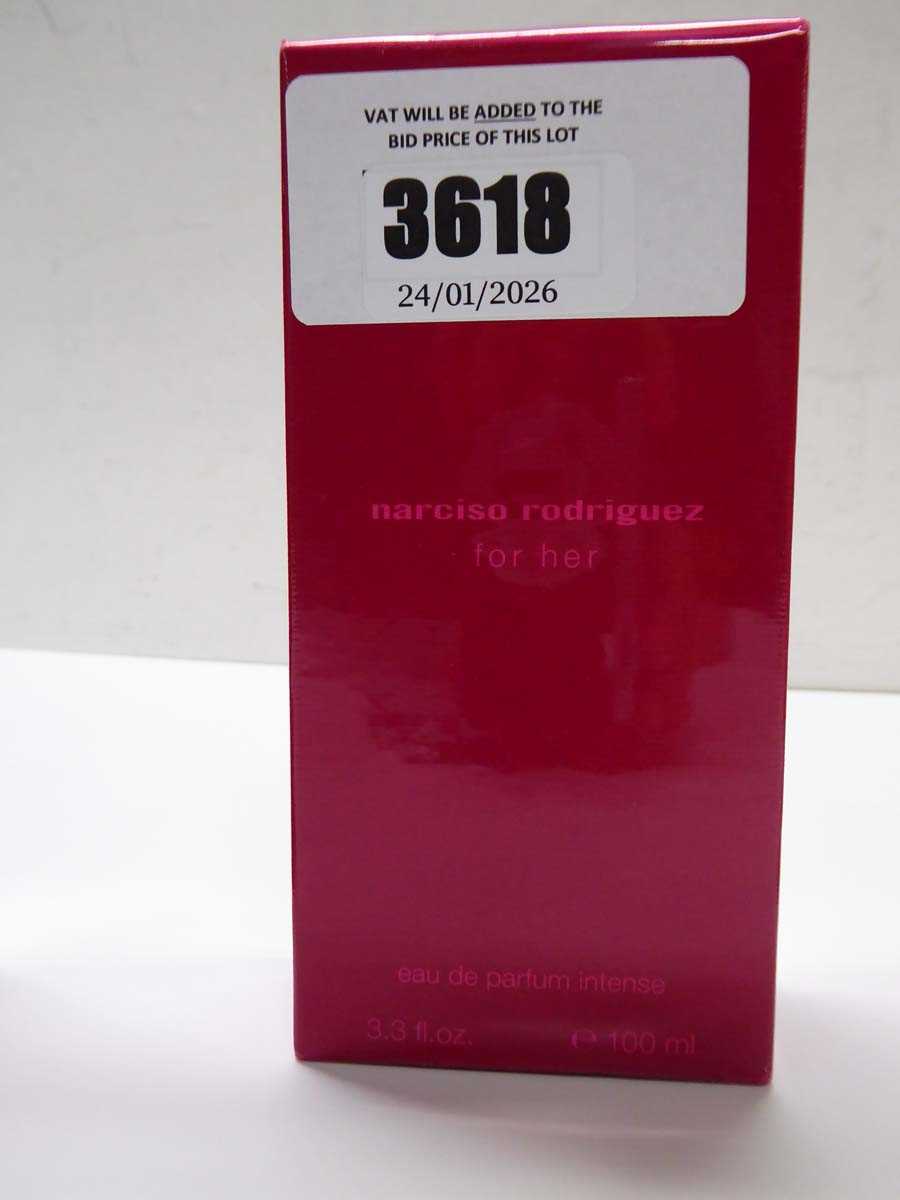 VAT WILL BE ADDED TO THE
BID PRICE OF THIS LOT
3618
24/01/2026
narciso rodriguez
for her
eau de parfum intense
3.3 fl.oz. ℮ 100 ml